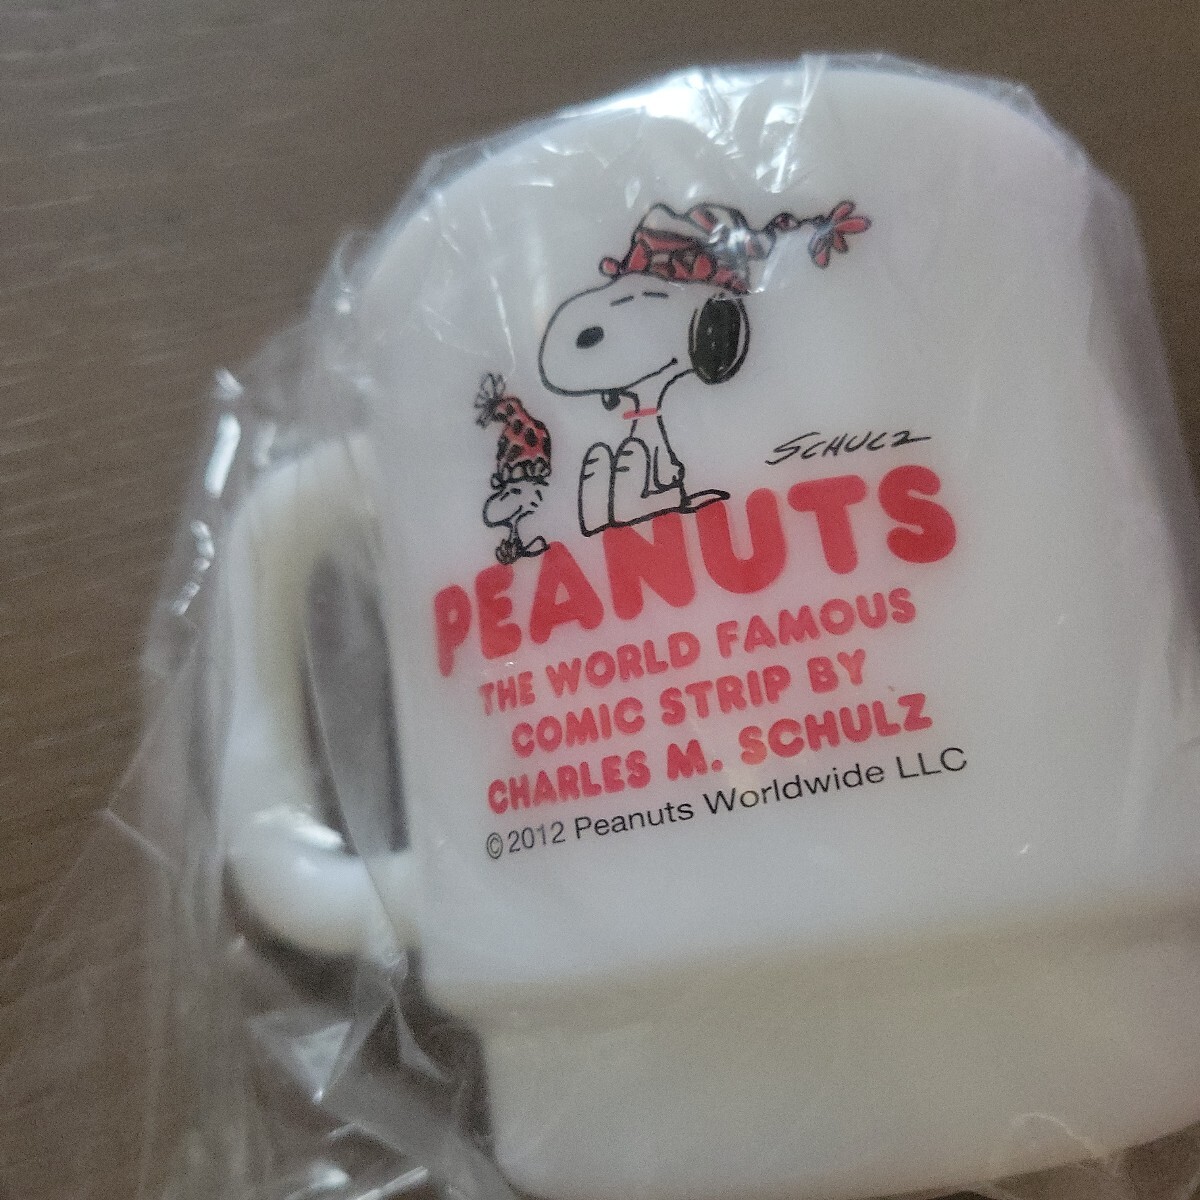 SCHULZ
PEANUTS
THE WORLD FAMOUS
COMIC STRIP BY
CHARLES M. SCHULZ
©2012 Peanuts Worldwide LLC